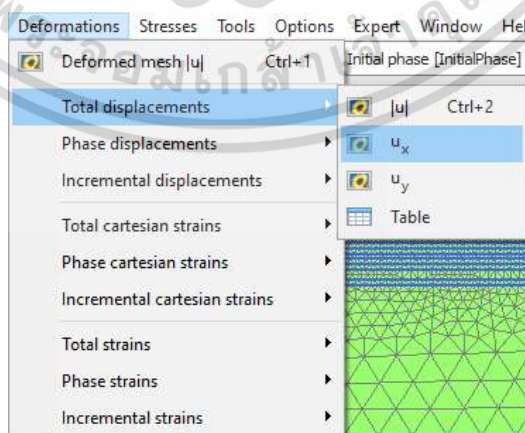 Deformations Stresses Tools Options Expert Window Hel
Deformed mesh |u| Ctrl+1
Initial phase [InitialPhase]
Total displacements
|u| Ctrl+2
Phase displacements
uₓ
Incremental displacements
u_y
Total cartesian strains
Table
Phase cartesian strains
Incremental cartesian strains
Total strains
Phase strains
Incremental strains